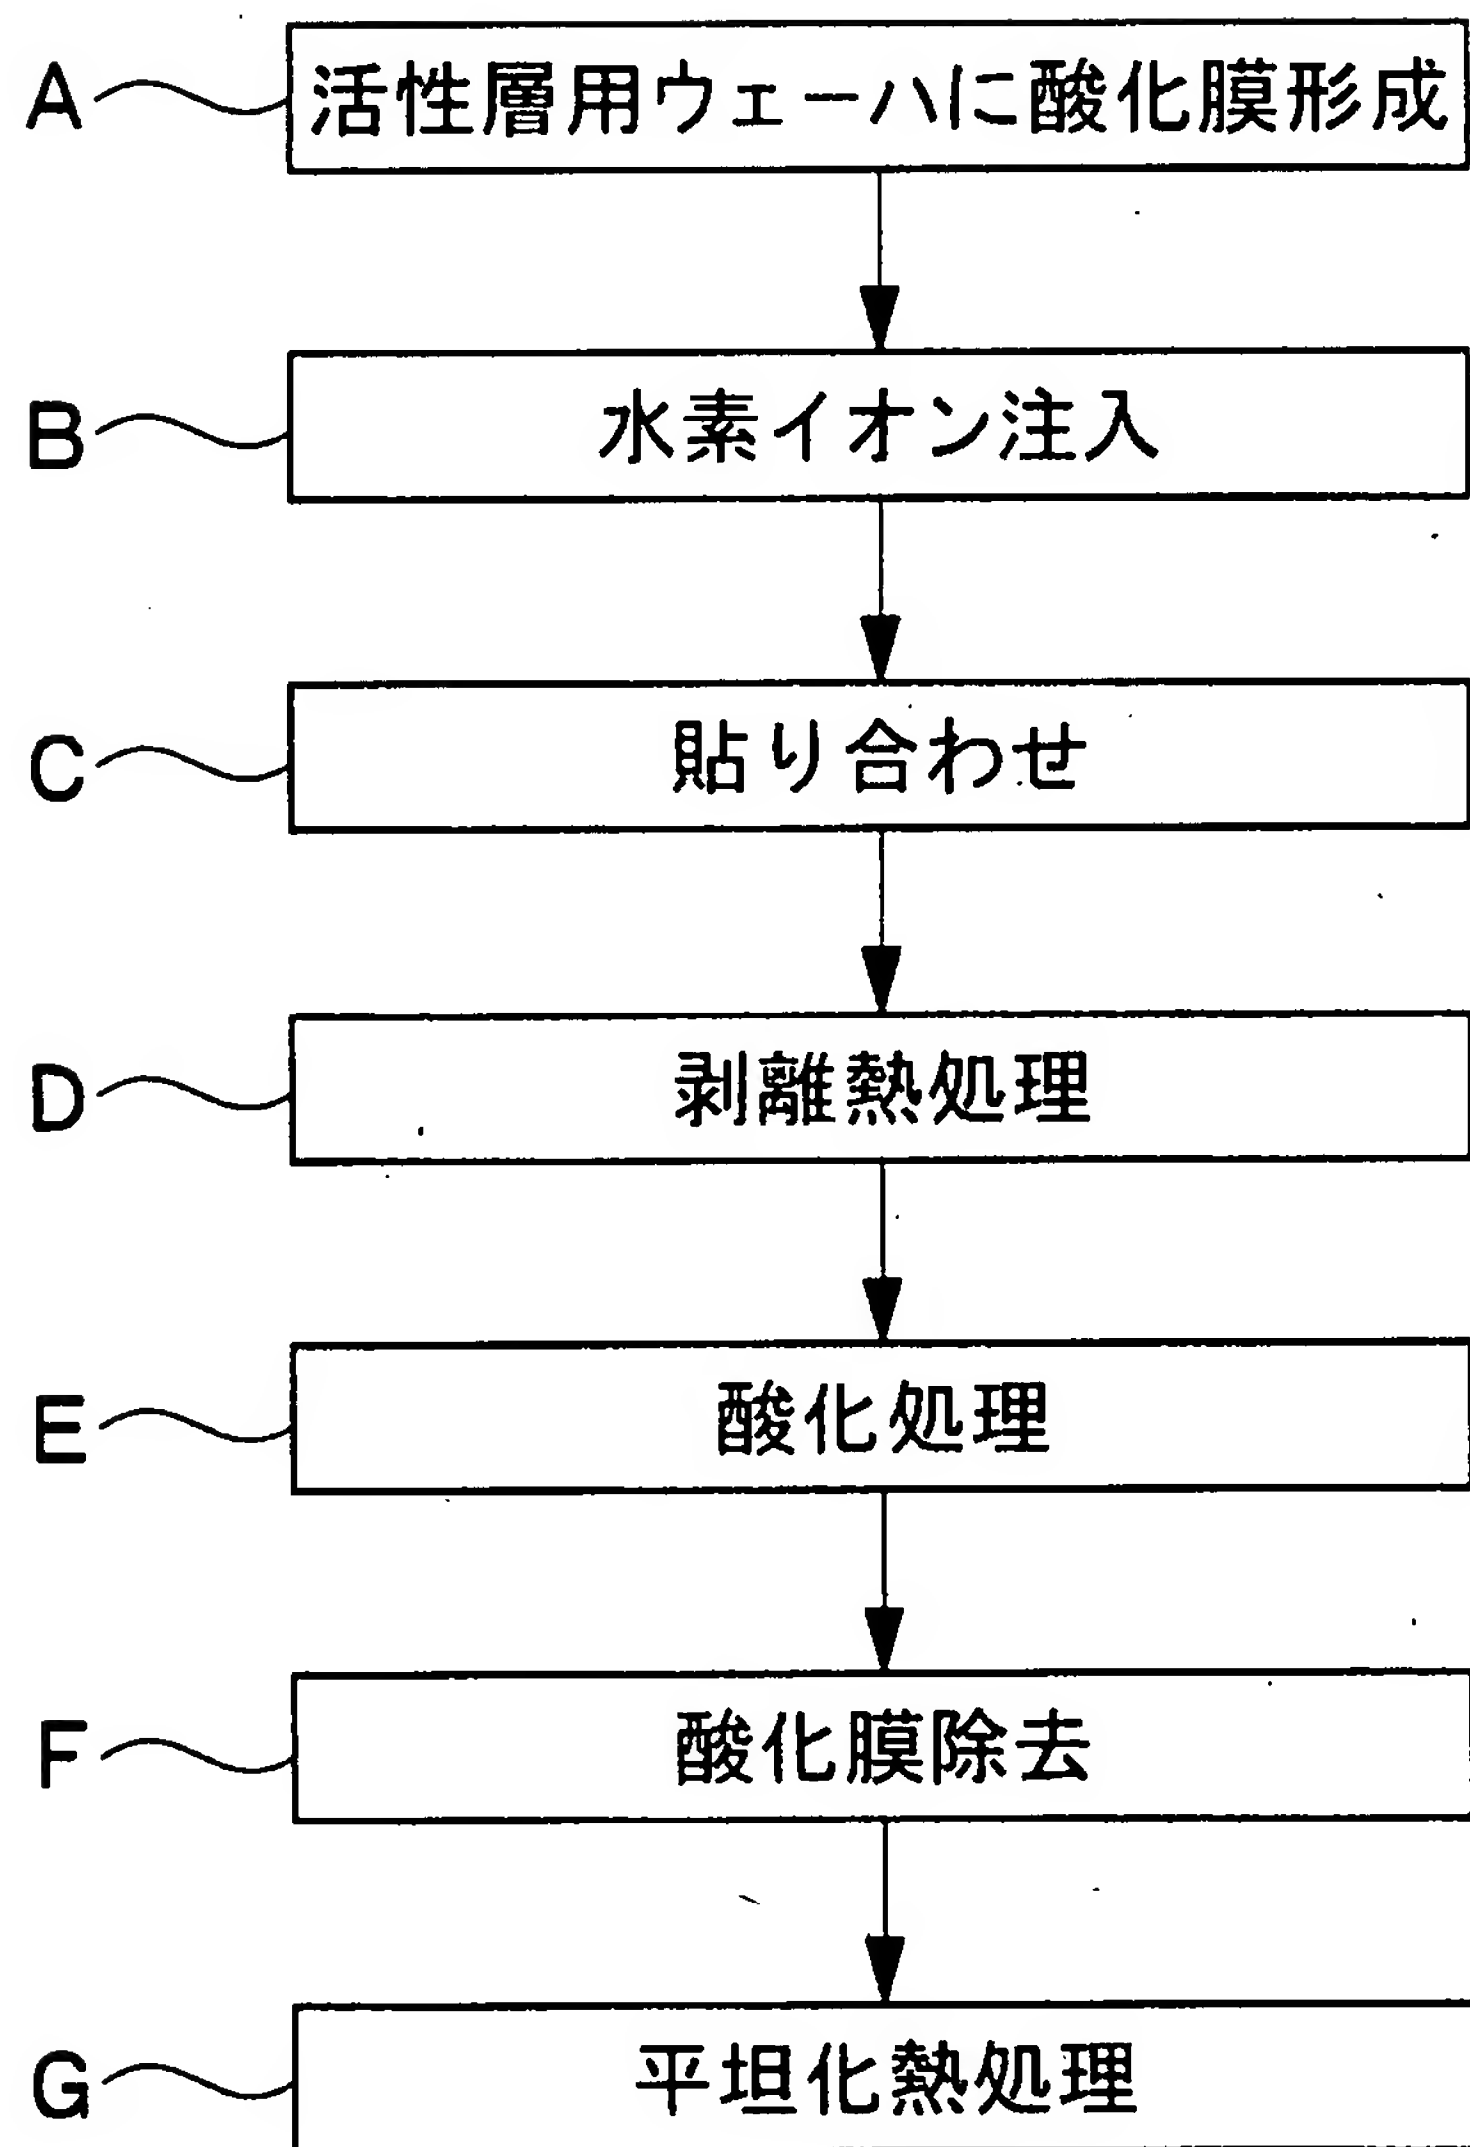 A 活性層用ウェーハに酸化膜形成
B 水素イオン注入
C 貼り合わせ
D 剥離熱処理
E 酸化処理
F 酸化膜除去
G 平坦化熱処理